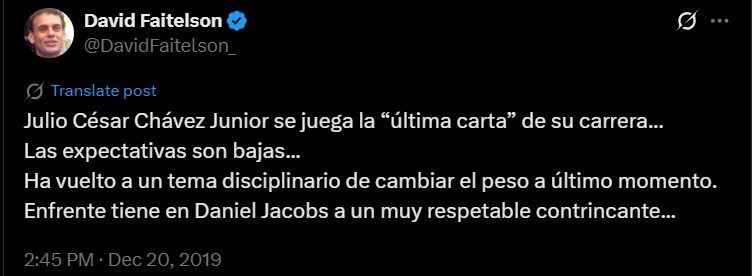 David Faitelson
@DavidFaitelson_
Translate post
Julio César Chávez Junior se juega la “última carta” de su carrera...
Las expectativas son bajas...
Ha vuelto a un tema disciplinario de cambiar el peso a último momento.
Enfrente tiene en Daniel Jacobs a un muy respetable contrincante...
2:45 PM · Dec 20, 2019